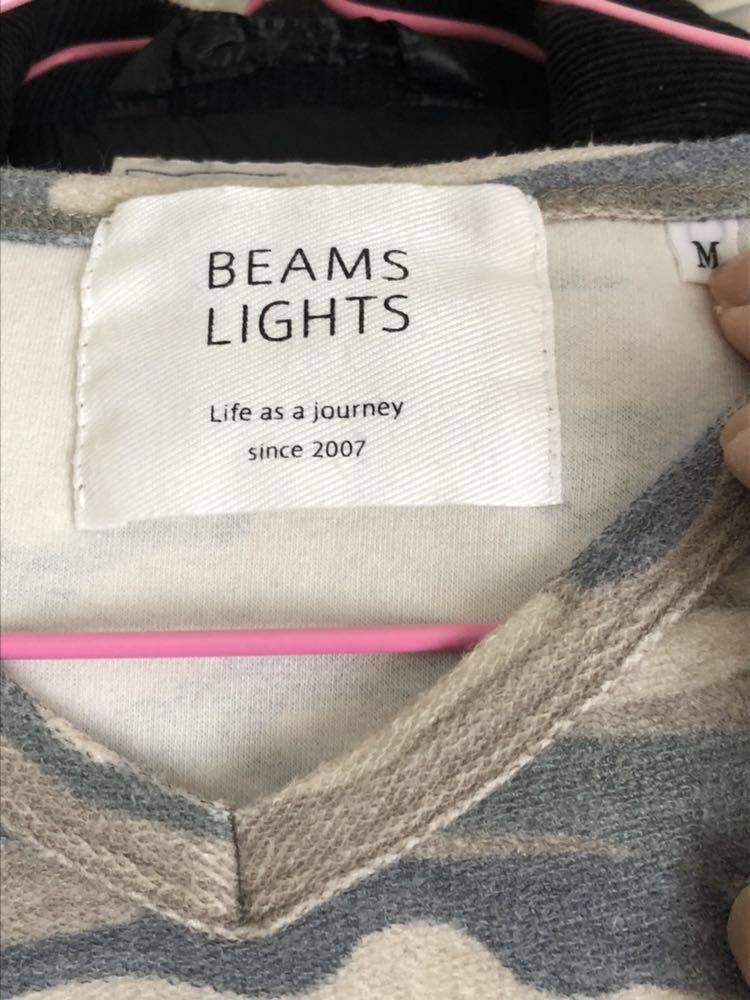 BEAMS
LIGHTS
Life as a journey
since 2007
M